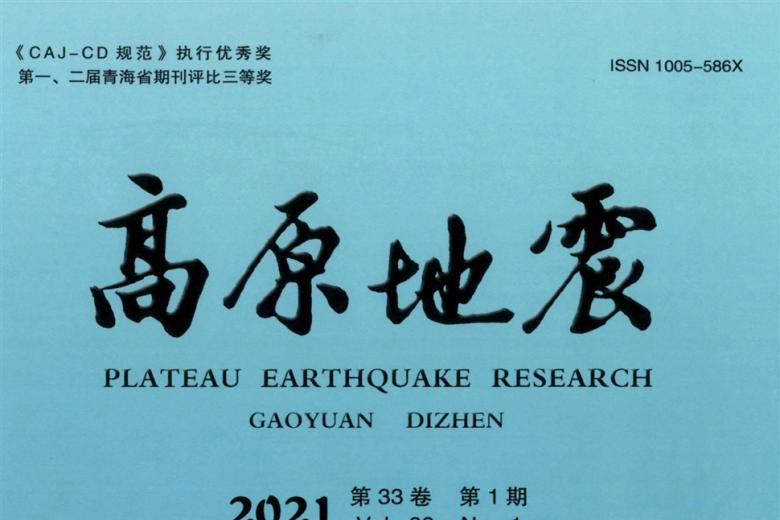 《CAJ-CD 规范》执行优秀奖
第一、二届青海省期刊评比三等奖
ISSN 1005-586X
高原地震
PLATEAU EARTHQUAKE RESEARCH
GAOYUAN DIZHEN
2021 第33卷 第1期